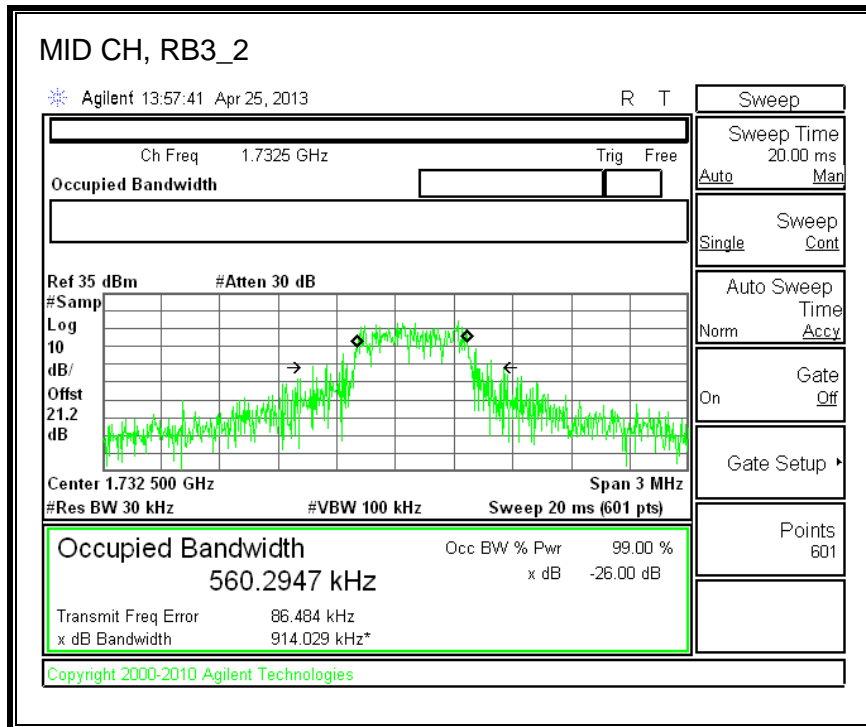 MID CH, RB3_2
Agilent 13:57:41 Apr 25, 2013 R T
Ch Freq 1.7325 GHz Trig Free
Occupied Bandwidth
Ref 35 dBm #Atten 30 dB
#Samp
Log
10
dB/
Offst
21.2
dB
Center 1.732 500 GHz Span 3 MHz
#Res BW 30 kHz #VBW 100 kHz Sweep 20 ms (601 pts)
Occupied Bandwidth Occ BW % Pwr 99.00 %
560.2947 kHz x dB -26.00 dB
Transmit Freq Error 86.484 kHz
x dB Bandwidth 914.029 kHz*
Copyright 2000-2010 Agilent Technologies
Sweep
Sweep Time
20.00 ms
Auto Man
Sweep
Single Cont
Auto Sweep
Time
Norm Accy
Gate
On Off
Gate Setup
Points
601